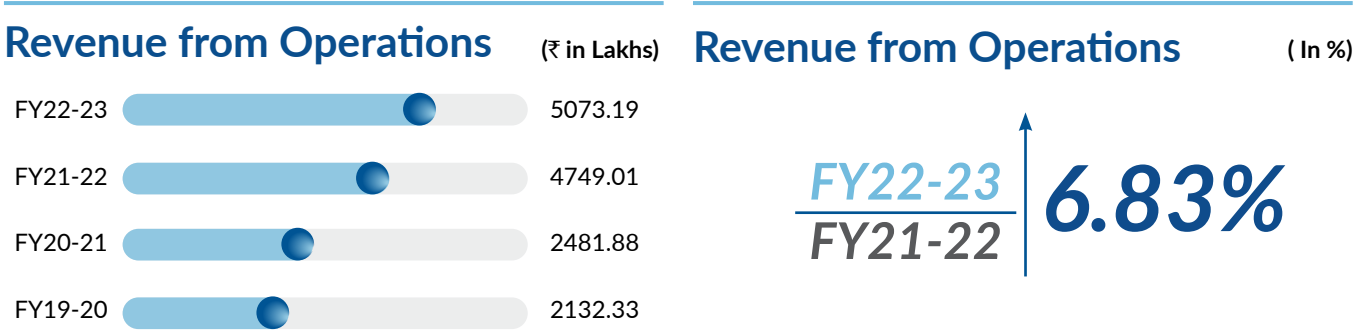 Revenue from Operations (₹ in Lakhs)
FY22-23 5073.19
FY21-22 4749.01
FY20-21 2481.88
FY19-20 2132.33
Revenue from Operations ( In %)
FY22-23
FY21-22
6.83%